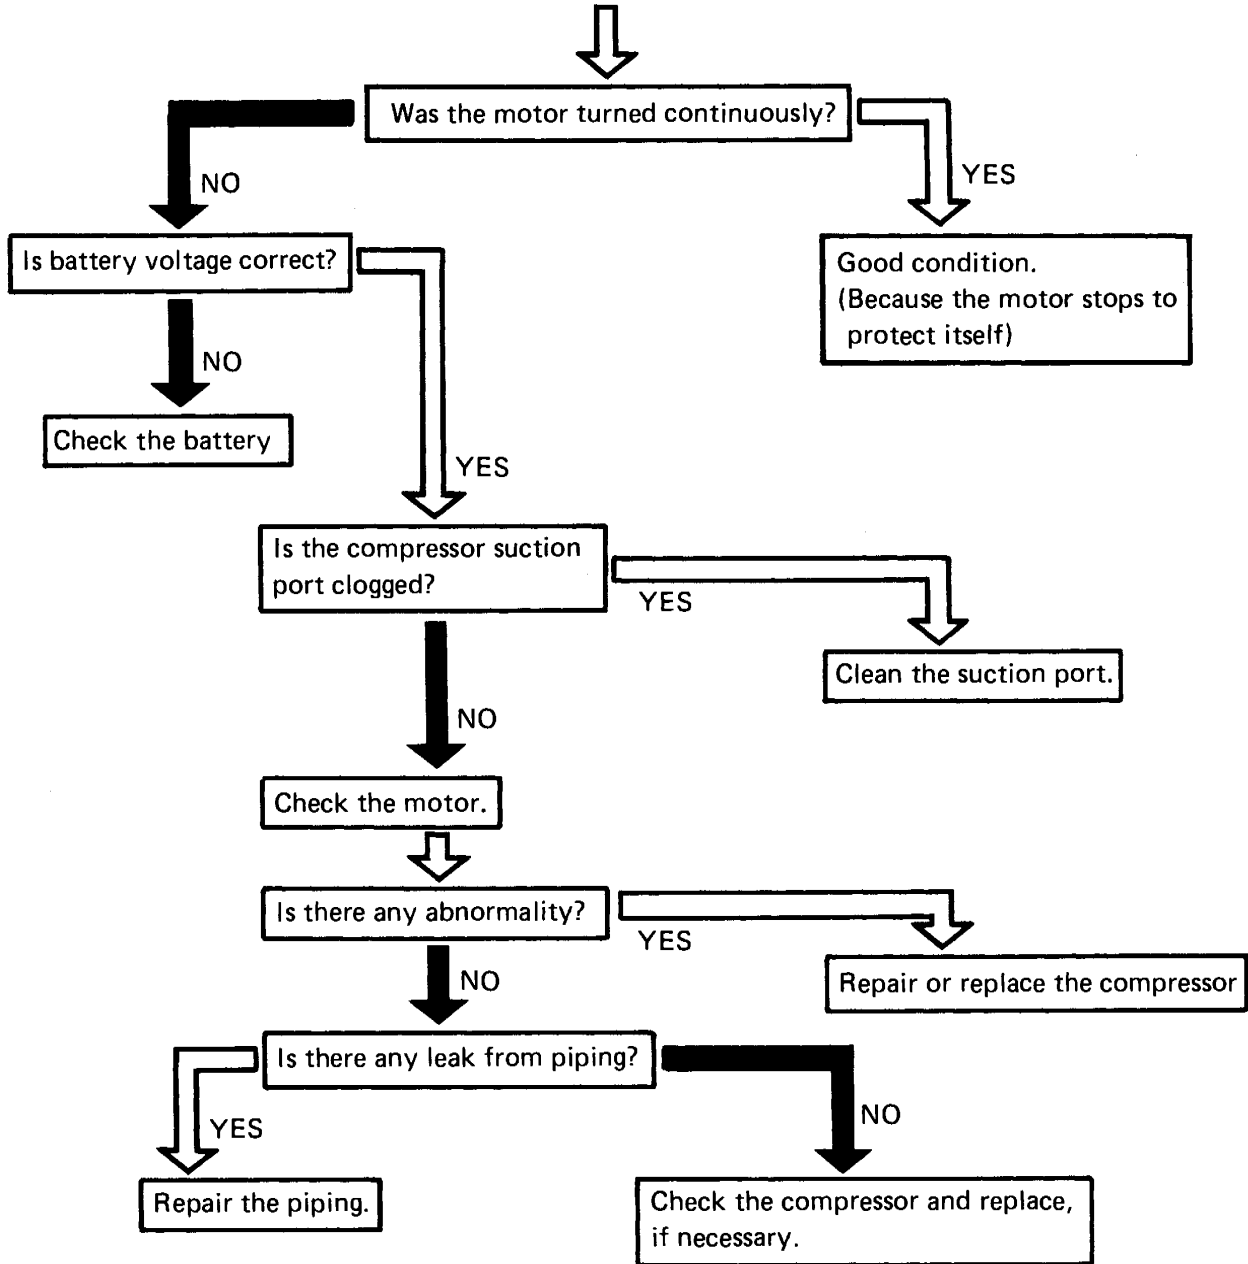 Was the motor turned continuously?
NO
YES
Is battery voltage correct?
Good condition.
(Because the motor stops to
protect itself)
NO
Check the battery
YES
Is the compressor suction
port clogged?
YES
Clean the suction port.
NO
Check the motor.
Is there any abnormality?
YES
NO
Repair or replace the compressor
Is there any leak from piping?
YES
NO
Repair the piping.
Check the compressor and replace,
if necessary.